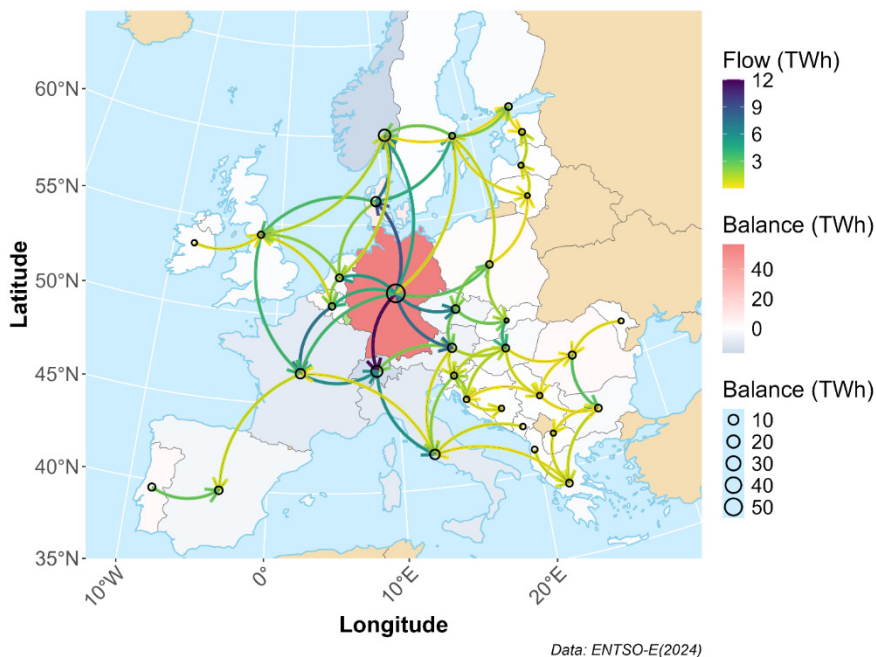 60°N
55°N
50°N
45°N
40°N
35°N
Latitude
10°W
0°
10°E
20°E
Longitude
Flow (TWh)
12
9
6
3
Balance (TWh)
40
20
0
Balance (TWh)
10
20
30
40
50
Data: ENTSO-E(2024)